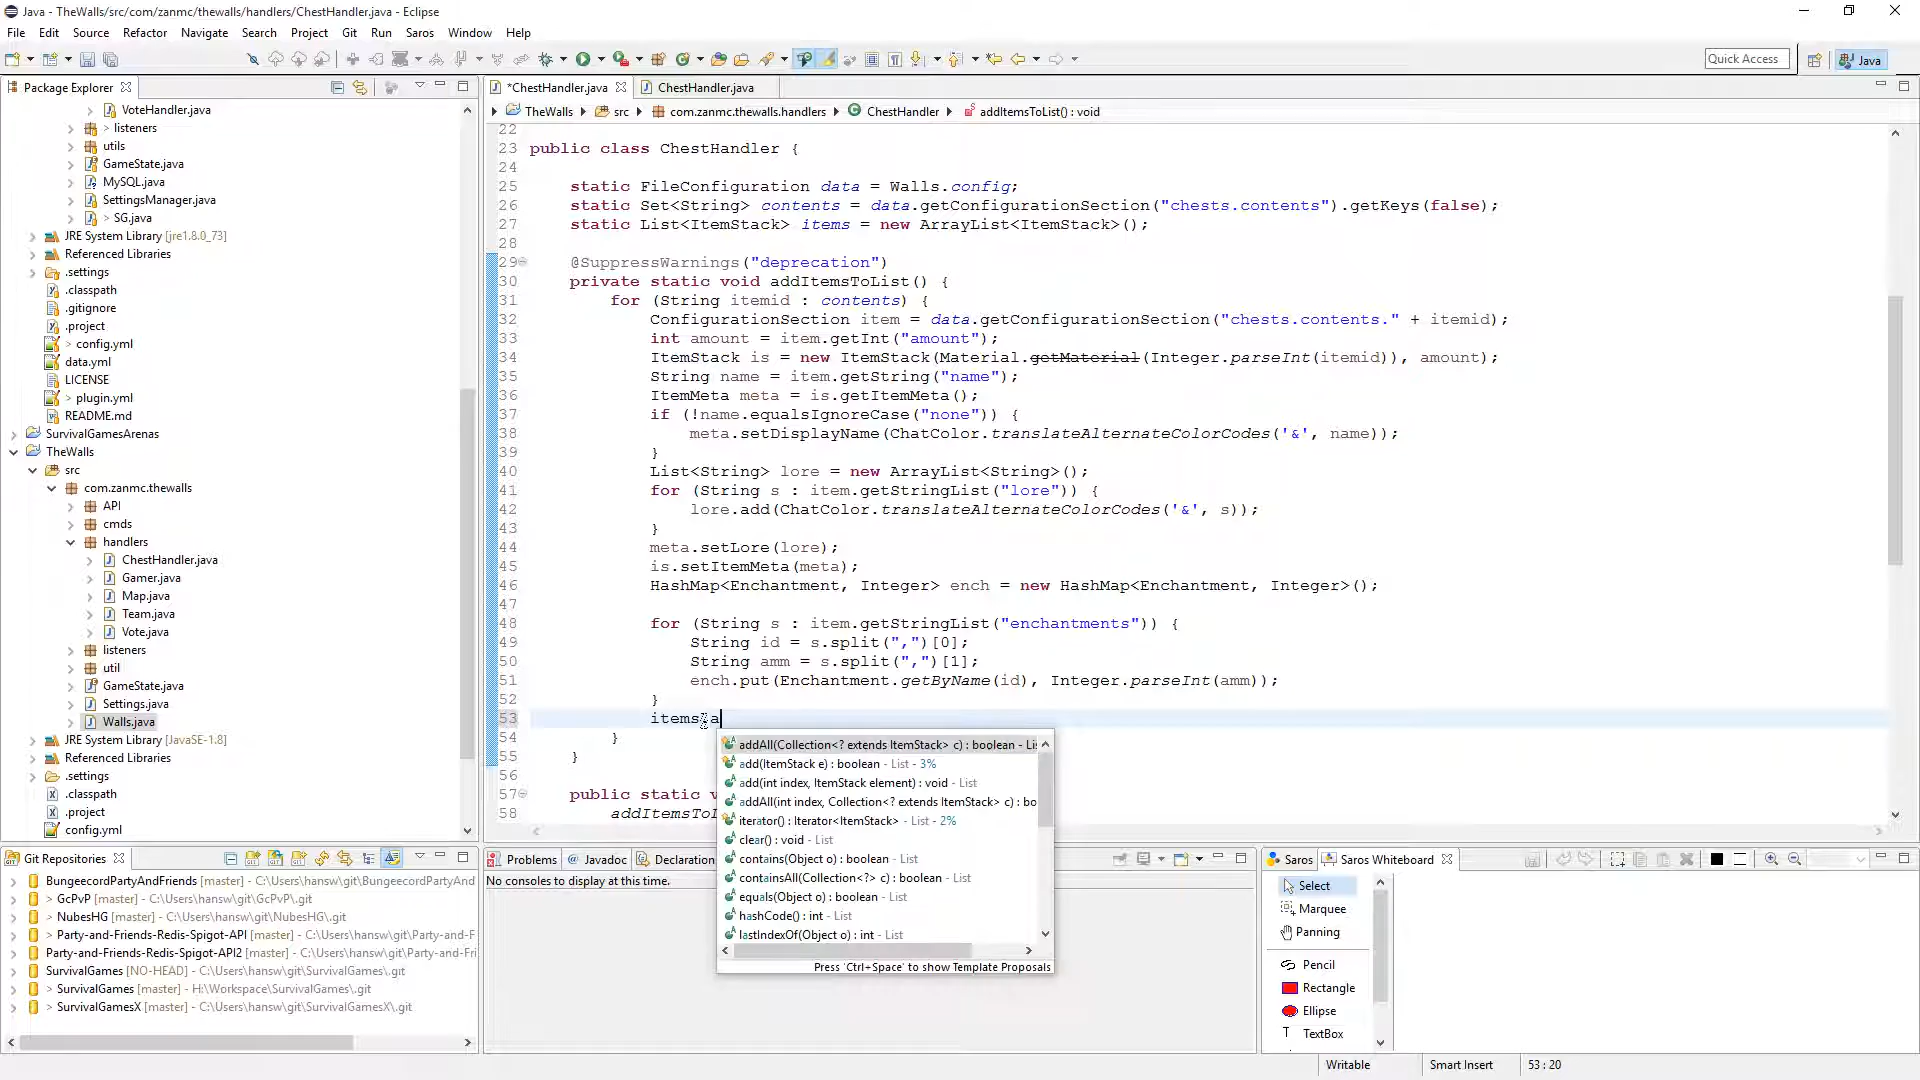 Java - TheWalls/src/com/zanmc/thewalls/handlers/ChestHandler.java - Eclipse
File Edit Source Refactor Navigate Search Project Git Run Saros Window Help
Quick Access
Java
Package Explorer
VoteHandler.java
> listeners
utils
GameState.java
MySQL.java
SettingsManager.java
> SG.java
JRE System Library [jre1.8.0_73]
Referenced Libraries
.settings
.classpath
.gitignore
.project
> config.yml
data.yml
LICENSE
> plugin.yml
README.md
SurvivalGamesArenas
TheWalls
src
com.zanmc.thewalls
API
cmds
handlers
ChestHandler.java
Gamer.java
Map.java
Team.java
Vote.java
listeners
util
GameState.java
Settings.java
Walls.java
JRE System Library [JavaSE-1.8]
Referenced Libraries
.settings
.classpath
.project
config.yml
*ChestHandler.java
ChestHandler.java
TheWalls src com.zanmc.thewalls.handlers ChestHandler addItemsToList() : void
22
23 public class ChestHandler {
24
25 static FileConfiguration data = Walls.config;
26 static Set<String> contents = data.getConfigurationSection("chests.contents").getKeys(false);
27 static List<ItemStack> items = new ArrayList<ItemStack>();
28
29 @SuppressWarnings("deprecation")
30 private static void addItemsToList() {
31 for (String itemid : contents) {
32 ConfigurationSection item = data.getConfigurationSection("chests.contents." + itemid);
33 int amount = item.getInt("amount");
34 ItemStack is = new ItemStack(Material.getMaterial(Integer.parseInt(itemid)), amount);
35 String name = item.getString("name");
36 ItemMeta meta = is.getItemMeta();
37 if (!name.equalsIgnoreCase("none")) {
38 meta.setDisplayName(ChatColor.translateAlternateColorCodes('&', name));
39 }
40 List<String> lore = new ArrayList<String>();
41 for (String s : item.getStringList("lore")) {
42 lore.add(ChatColor.translateAlternateColorCodes('&', s));
43 }
44 meta.setLore(lore);
45 is.setItemMeta(meta);
46 HashMap<Enchantment, Integer> ench = new HashMap<Enchantment, Integer>();
47
48 for (String s : item.getStringList("enchantments")) {
49 String id = s.split(",")[0];
50 String amm = s.split(",")[1];
51 ench.put(Enchantment.getByName(id), Integer.parseInt(amm));
52 }
53 items.a
54 }
55 }
56
57 public static v
58 addItemsToL
addAll(Collection<? extends ItemStack> c) : boolean - Li
add(ItemStack e) : boolean - List - 3%
add(int index, ItemStack element) : void - List
addAll(int index, Collection<? extends ItemStack> c) : bo
iterator() : Iterator<ItemStack> - List - 2%
clear() : void - List
contains(Object o) : boolean - List
containsAll(Collection<?> c) : boolean - List
equals(Object o) : boolean - List
hashCode() : int - List
lastIndexOf(Object o) : int - List
Press 'Ctrl+Space' to show Template Proposals
Git Repositories
BungeecordPartyAndFriends [master] - C:\Users\hansw\git\BungeecordPartyAnd
> GcPvP [master] - C:\Users\hansw\git\GcPvP\.git
> NubesHG [master] - C:\Users\hansw\git\NubesHG\.git
> Party-and-Friends-Redis-Spigot-API [master] - C:\Users\hansw\git\Party-and-F
Party-and-Friends-Redis-Spigot-API2 [master] - C:\Users\hansw\git\Party-and-Fri
SurvivalGames [NO-HEAD] - C:\Users\hansw\git\SurvivalGames\.git
> SurvivalGames [master] - H:\Workspace\SurvivalGames\.git
> SurvivalGamesX [master] - C:\Users\hansw\git\SurvivalGamesX\.git
Problems @ Javadoc Declaration
No consoles to display at this time.
Saros Saros Whiteboard
Select
Marquee
Panning
Pencil
Rectangle
Ellipse
T TextBox
Writable Smart Insert 53 : 20